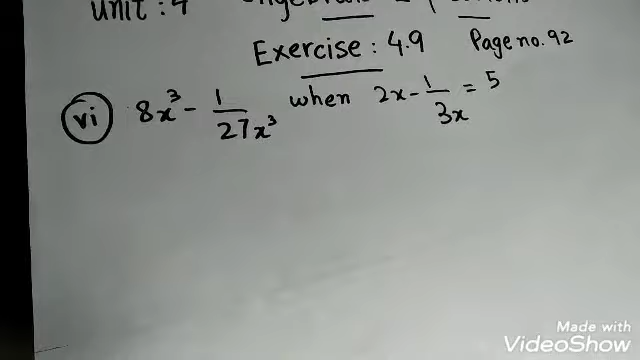 Unit : 4
Exercise : 4.9 Page no. 92
(vi) 8x³ - 1/27x³ when 2x - 1/3x = 5
Made with
VideoShow